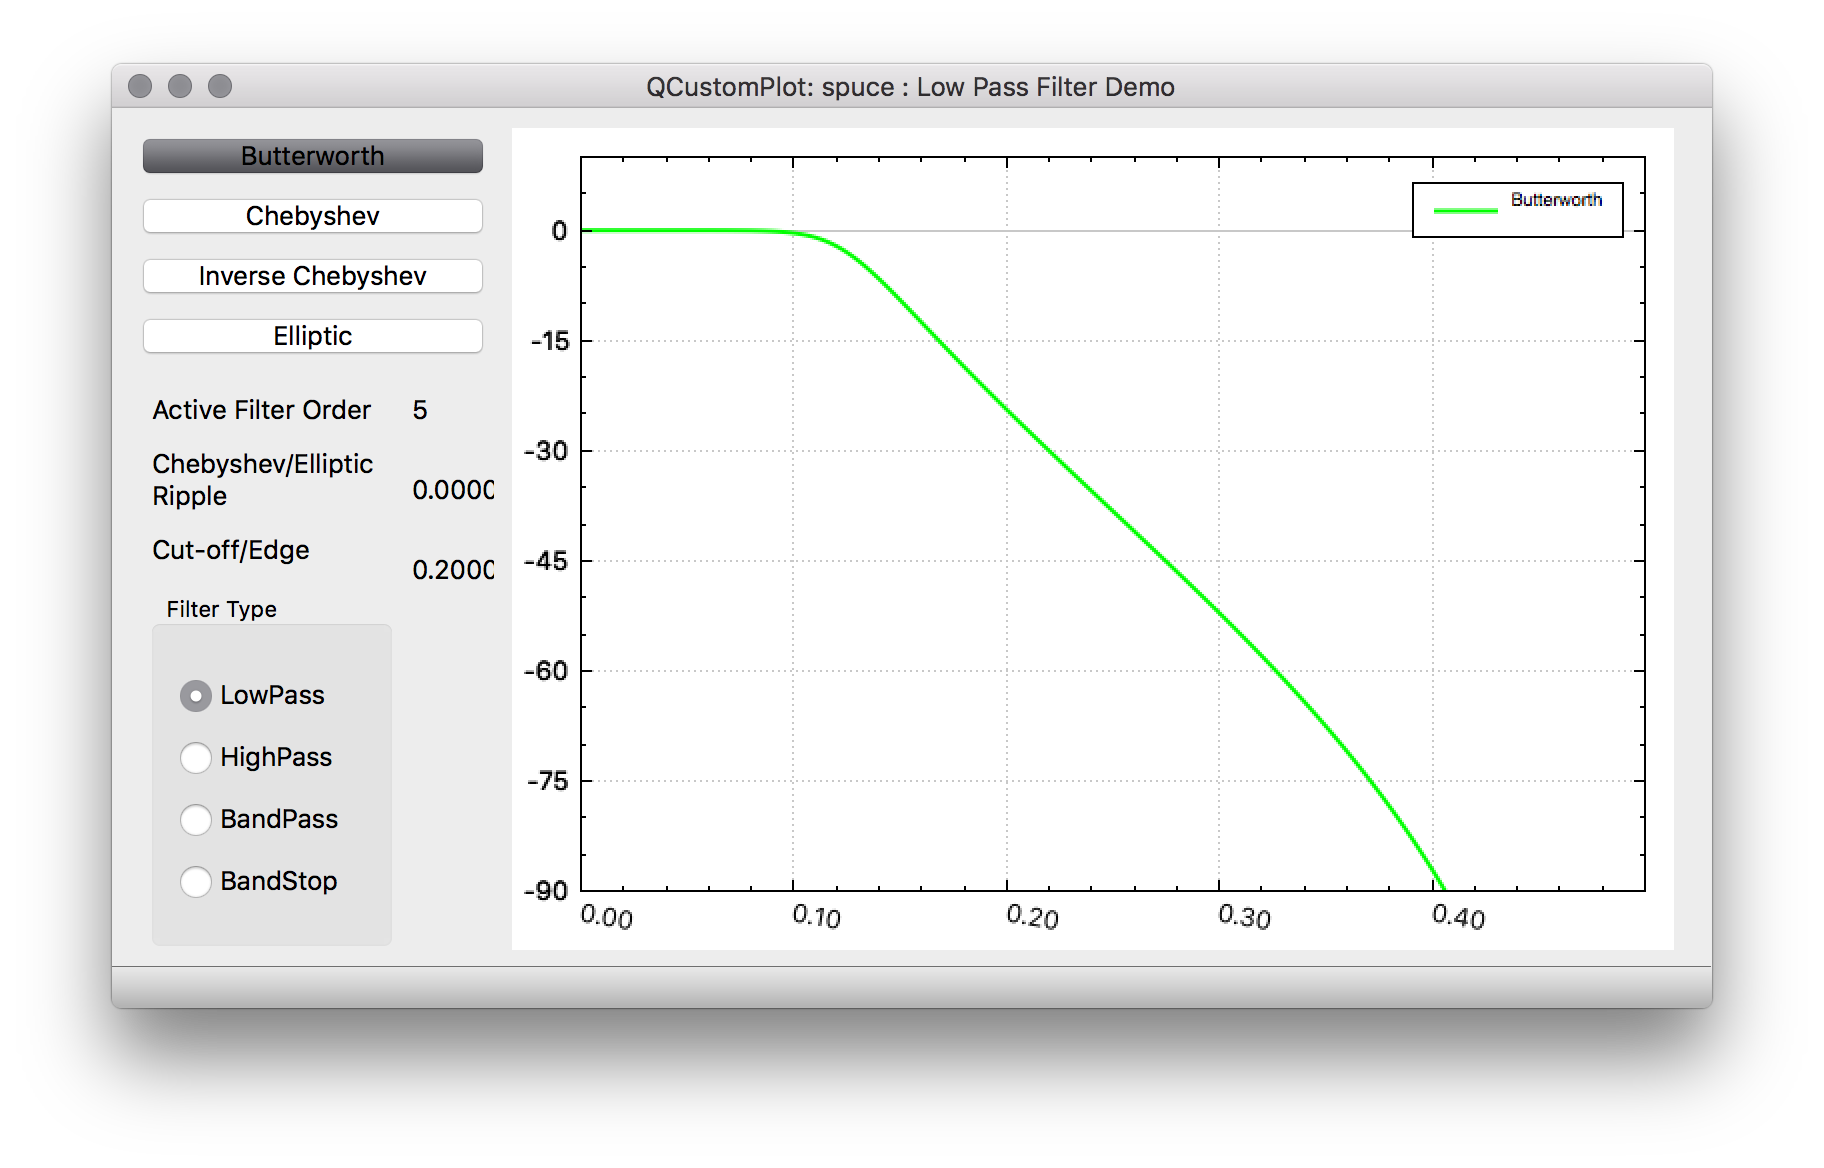 QCustomPlot: spuce : Low Pass Filter Demo
Butterworth
Chebyshev
Inverse Chebyshev
Elliptic
Active Filter Order 5
Chebyshev/Elliptic
Ripple
0.0000
Cut-off/Edge
0.2000
Filter Type
LowPass
HighPass
BandPass
BandStop
Butterworth
0
-15
-30
-45
-60
-75
-90
0.00 0.10 0.20 0.30 0.40